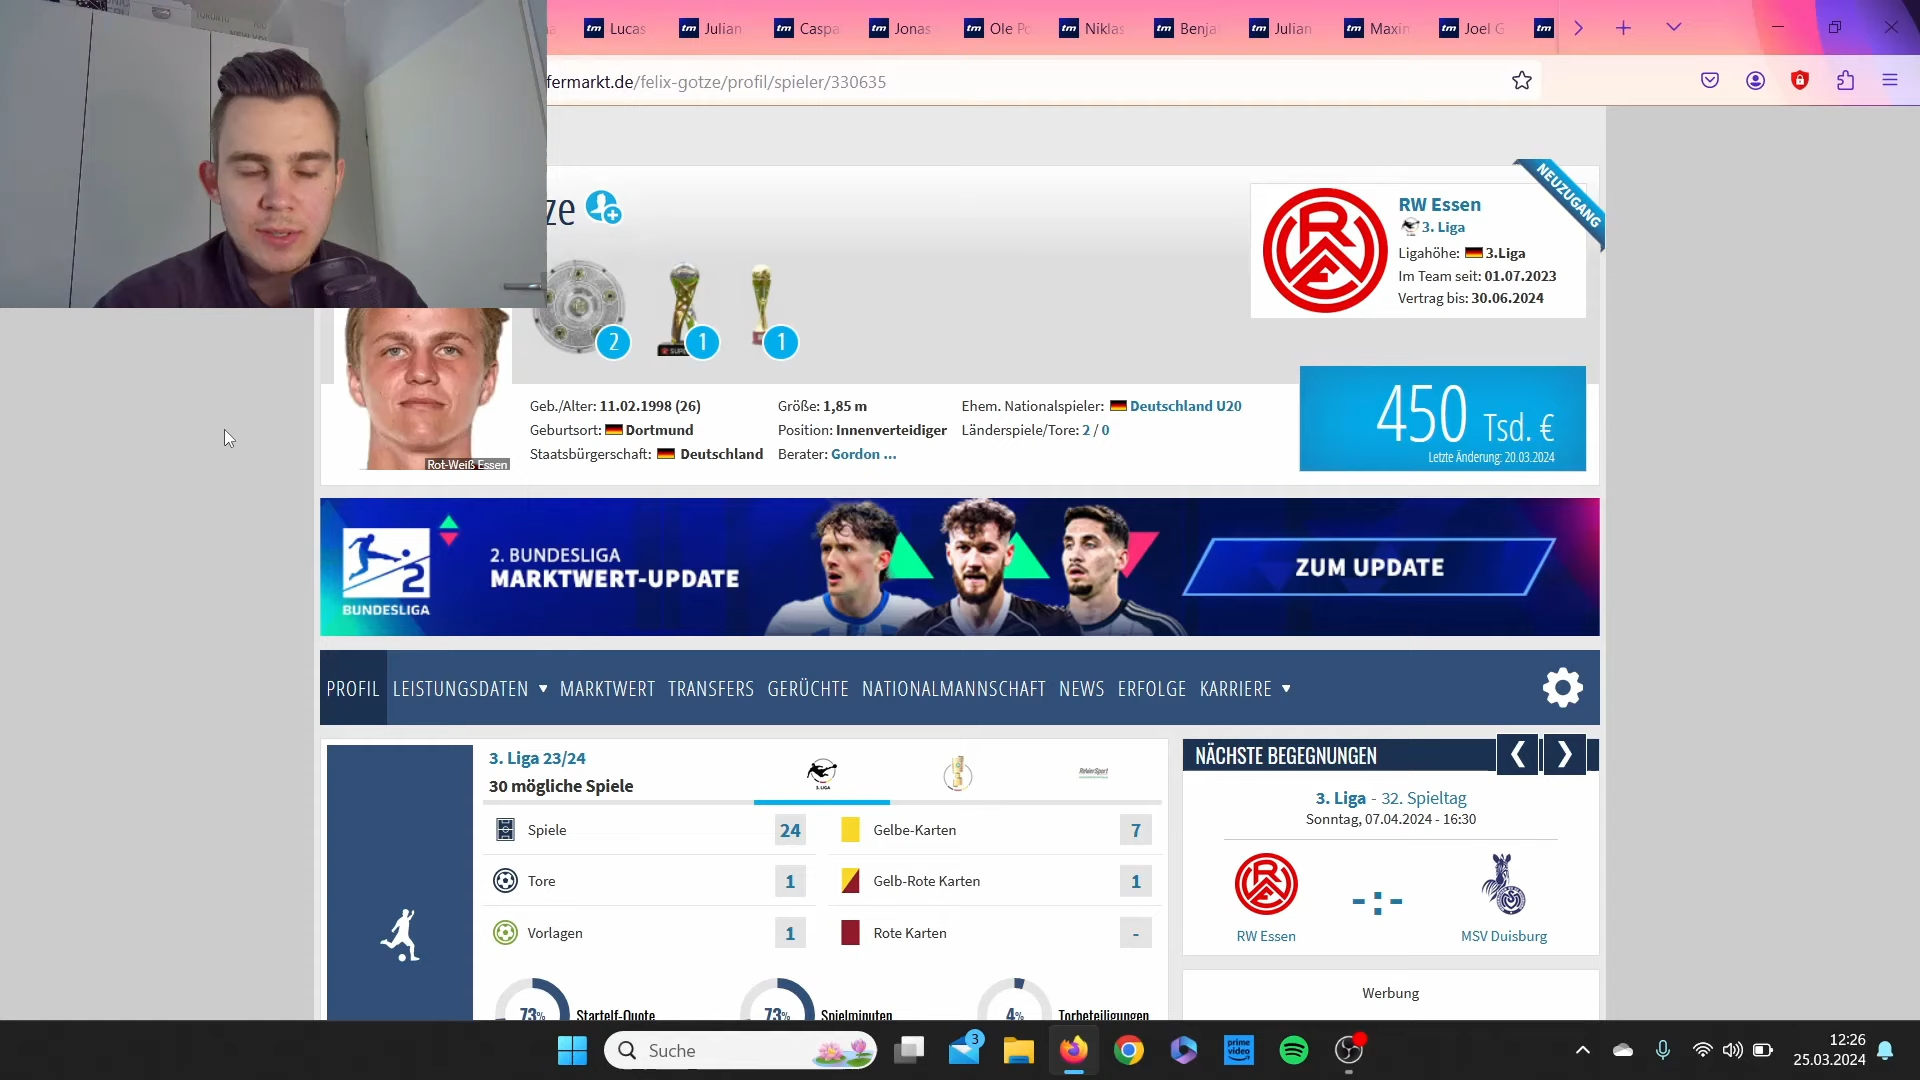 Lucas
Julian
Caspa
Jonas
Ole Po
Niklas
Benja
Julian
Maxin
Joel G
fermarkt.de/felix-gotze/profil/spieler/330635
ze
NEUZUGANG
RW Essen
3. Liga
Ligahöhe: 3.Liga
Im Team seit: 01.07.2023
Vertrag bis: 30.06.2024
2
1
1
Rot-Weiß Essen
Geb./Alter: 11.02.1998 (26)
Geburtsort: Dortmund
Staatsbürgerschaft: Deutschland
Größe: 1,85 m
Position: Innenverteidiger
Berater: Gordon ...
Ehem. Nationalspieler: Deutschland U20
Länderspiele/Tore: 2 / 0
450 Tsd. €
Letzte Änderung: 20.03.2024
2
BUNDESLIGA
2. BUNDESLIGA
MARKTWERT-UPDATE
ZUM UPDATE
PROFIL LEISTUNGSDATEN MARKTWERT TRANSFERS GERÜCHTE NATIONALMANNSCHAFT NEWS ERFOLGE KARRIERE
3. Liga 23/24
30 mögliche Spiele
Spiele 24
Gelbe-Karten 7
Tore 1
Gelb-Rote Karten 1
Vorlagen 1
Rote Karten -
73% Startelf-Quote
73% Spielminuten
4% Torbeteiligungen
NÄCHSTE BEGEGNUNGEN
3. Liga - 32. Spieltag
Sonntag, 07.04.2024 - 16:30
-:-
RW Essen
MSV Duisburg
Werbung
Suche
3
prime video
12:26
25.03.2024